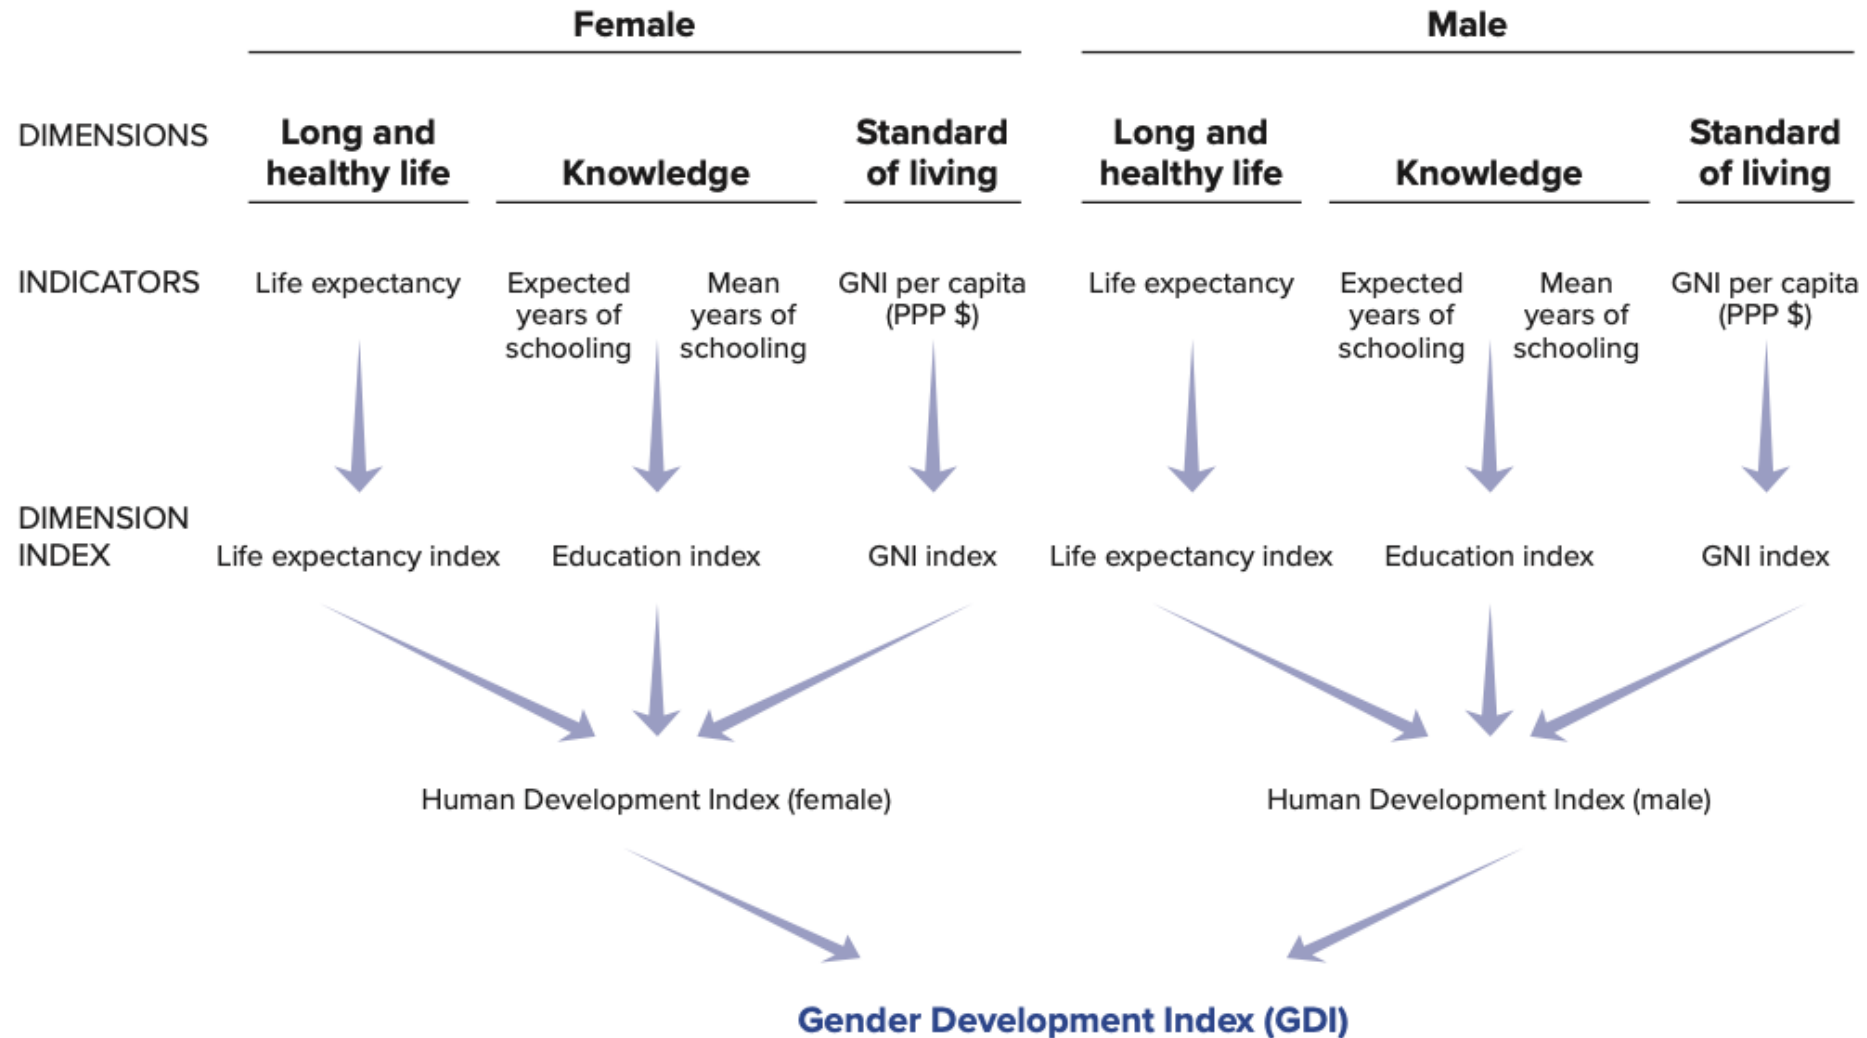 Female
Male
DIMENSIONS
Long and
healthy life
Knowledge
Standard
of living
Long and
healthy life
Knowledge
Standard
of living
INDICATORS
Life expectancy
Expected
years of
schooling
Mean
years of
schooling
GNI per capita
(PPP $)
Life expectancy
Expected
years of
schooling
Mean
years of
schooling
GNI per capita
(PPP $)
DIMENSION
INDEX
Life expectancy index
Education index
GNI index
Life expectancy index
Education index
GNI index
Human Development Index (female)
Human Development Index (male)
Gender Development Index (GDI)